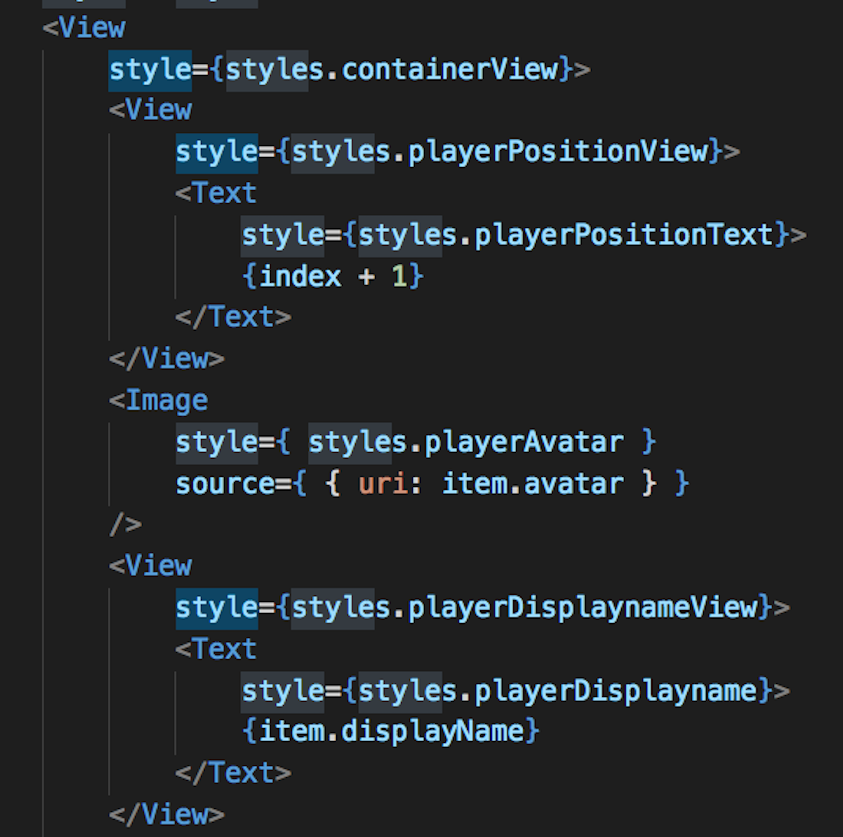 <View
style={styles.containerView}>
<View
style={styles.playerPositionView}>
<Text
style={styles.playerPositionText}>
{index + 1}
</Text>
</View>
<Image
style={ styles.playerAvatar }
source={ { uri: item.avatar } }
/>
<View
style={styles.playerDisplaynameView}>
<Text
style={styles.playerDisplayname}>
{item.displayName}
</Text>
</View>